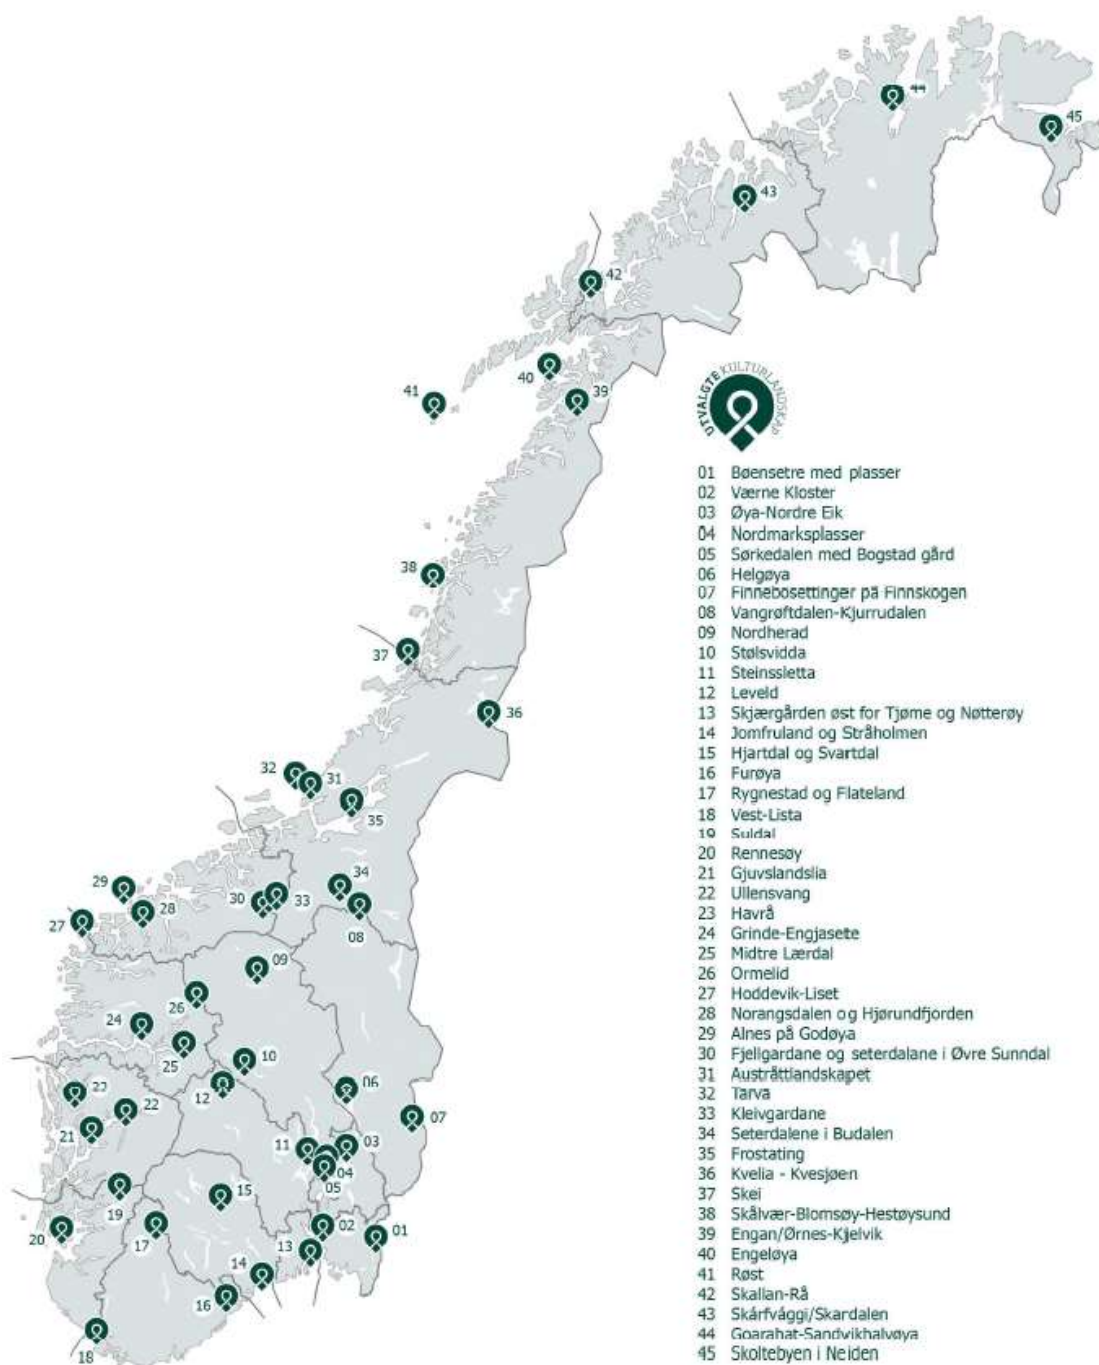 44
45
43
42
40
41
39
UTVALGTE KULTURLANDSKAP
38
37
36
32
31
35
34
29
28
30
33
27
08
09
26
24
25
10
12
06
22
07
21
11
03
04
05
19
15
20
17
02
01
13
14
16
18
01 Bøensetre med plasser
02 Værne Kloster
03 Øya-Nordre Eik
04 Nordmarksplasser
05 Sørkedalen med Bogstad gård
06 Helgøya
07 Finnebosettinger på Finnskogen
08 Vangrøftdalen-Kjurrudalen
09 Nordherad
10 Stølsvidda
11 Steinssletta
12 Leveld
13 Skjærgården øst for Tjøme og Nøtterøy
14 Jomfruland og Stråholmen
15 Hjartdal og Svartdal
16 Furøya
17 Rygnestad og Flateland
18 Vest-Lista
19 Suldal
20 Rennesøy
21 Gjuvslandslia
22 Ullensvang
23 Havrå
24 Grinde-Engjasete
25 Midtre Lærdal
26 Ormelid
27 Hoddevik-Liset
28 Norangsdalen og Hjørundfjorden
29 Alnes på Godøya
30 Fjellgardane og seterdalane i Øvre Sunndal
31 Austråttlandskapet
32 Tarva
33 Kleivgardane
34 Seterdalene i Budalen
35 Frostating
36 Kvelia - Kvesjøen
37 Skei
38 Skålvær-Blomsøy-Hestøysund
39 Engan/Ørnes-Kjelvik
40 Engeløya
41 Røst
42 Skallan-Rå
43 Skárfvággi/Skardalen
44 Goarahat-Sandvikhalvøya
45 Skoltebyen i Neiden